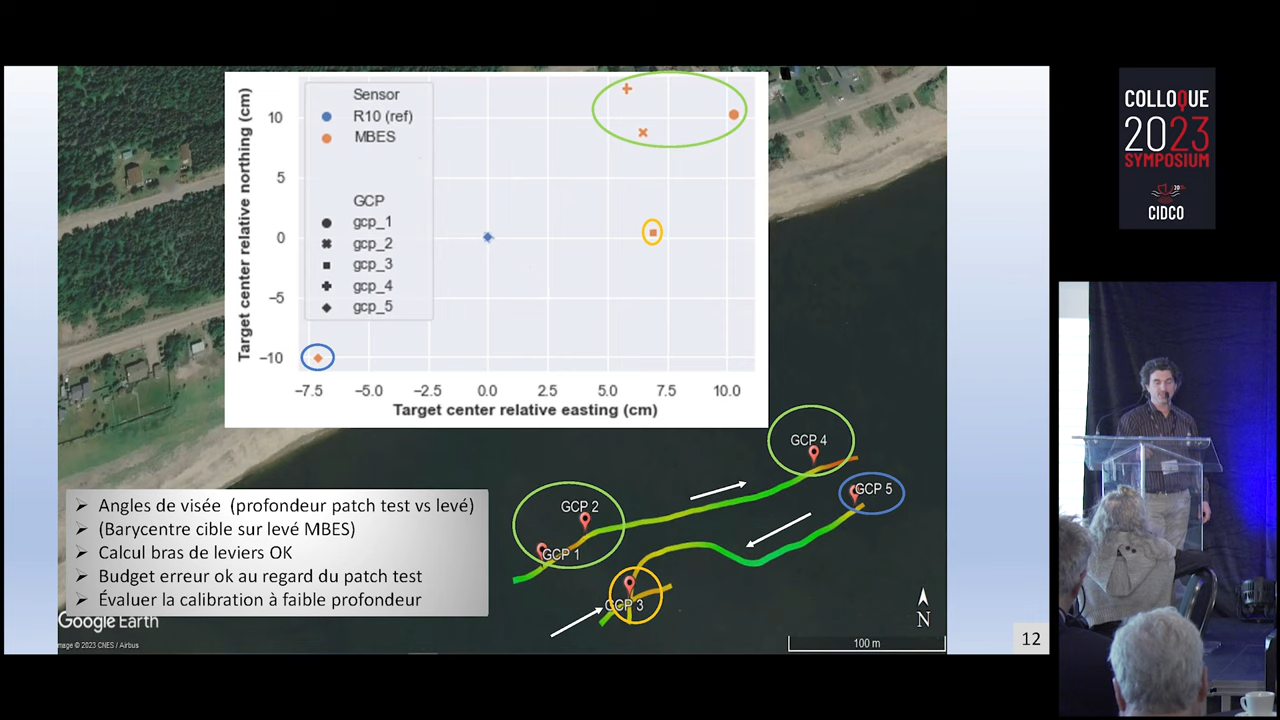 Sensor
R10 (ref)
MBES
GCP
gcp_1
gcp_2
gcp_3
gcp_4
gcp_5
Target center relative northing (cm)
10
5
0
−5
−10
−7.5
−5.0
−2.5
0.0
2.5
5.0
7.5
10.0
Target center relative easting (cm)
GCP 4
GCP 5
GCP 2
GCP 1
GCP 3
Angles de visée (profondeur patch test vs levé)
(Barycentre cible sur levé MBES)
Calcul bras de leviers OK
Budget erreur ok au regard du patch test
Évaluer la calibration à faible profondeur
Google Earth
mage © 2023 CNES / Airbus
N
100 m
12
COLLOQUE
2023
SYMPOSIUM
CIDCO